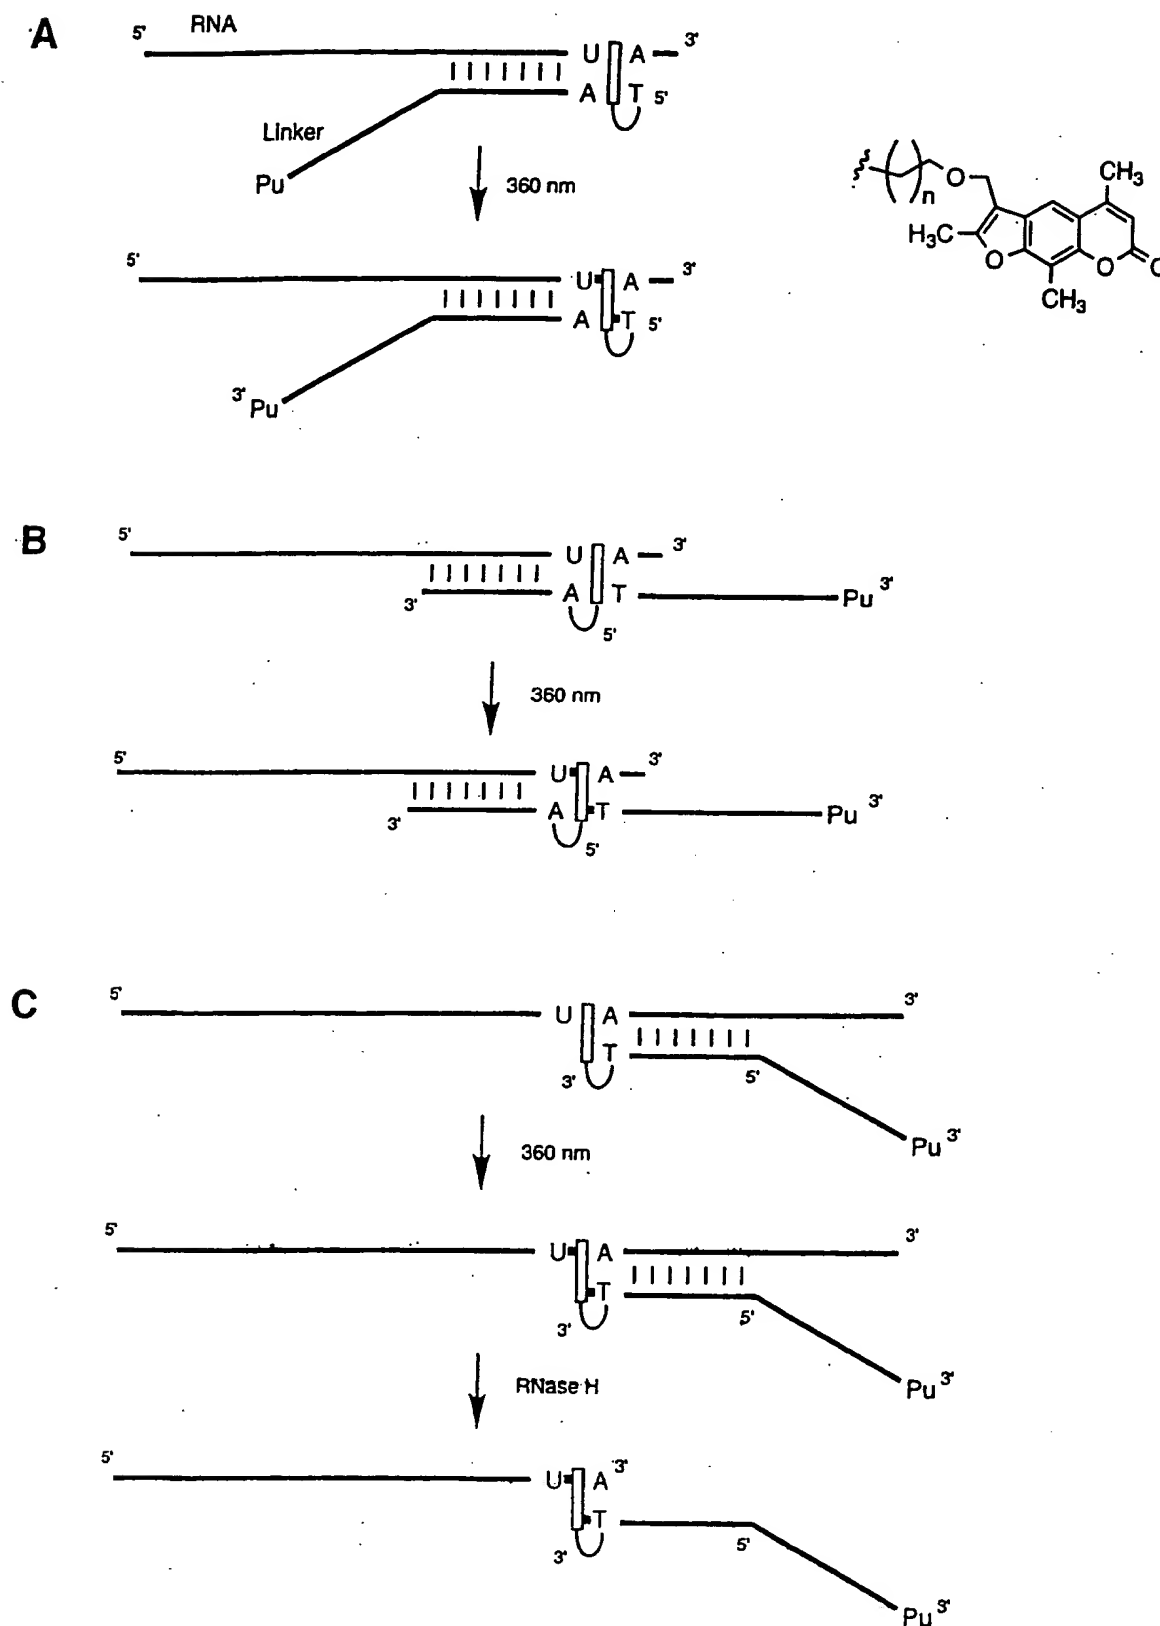 A
5' RNA U A 3'
A T 5'
Linker
Pu
360 nm
5' U A 3'
A T 5'
3' Pu
( ) n O CH3
H3C O O O
CH3
B
5' U A 3'
3' A T Pu 3'
5'
360 nm
5' U A 3'
3' A T Pu 3'
5'
C
5' U A 3'
T
3' 5'
Pu 3'
360 nm
5' U A 3'
T
3' 5'
Pu 3'
RNase H
5' U A 3'
T
3' 5'
Pu 3'